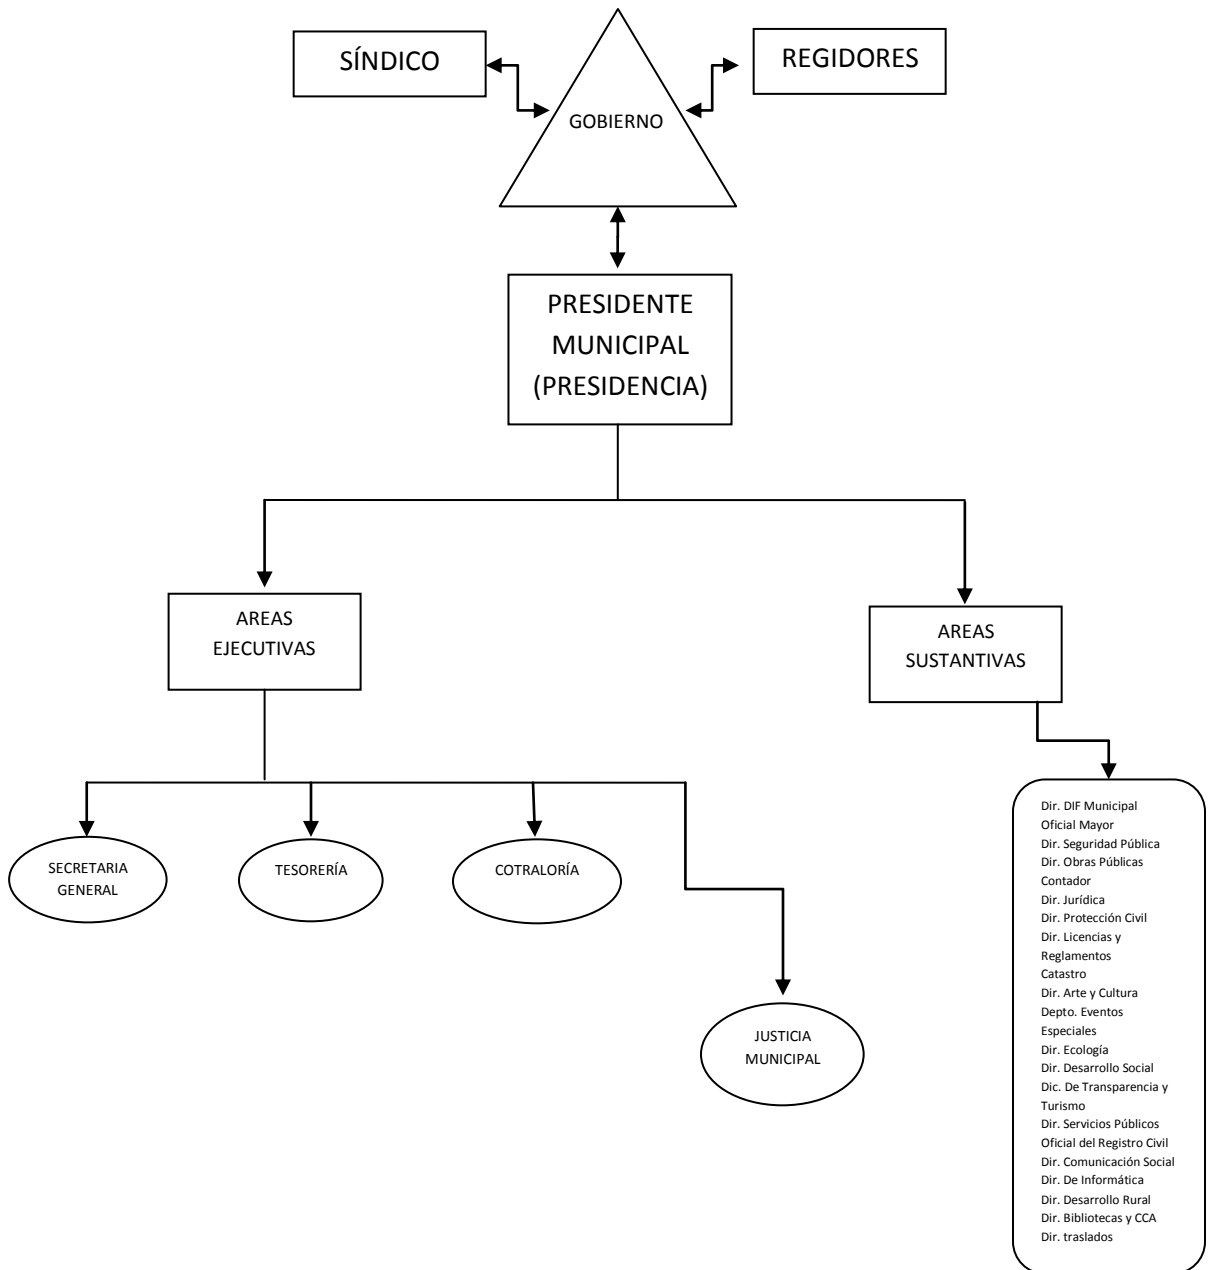 SÍNDICO
REGIDORES
GOBIERNO
PRESIDENTE
MUNICIPAL
(PRESIDENCIA)
AREAS
EJECUTIVAS
AREAS
SUSTANTIVAS
SECRETARIA
GENERAL
TESORERÍA
COTRALORÍA
JUSTICIA
MUNICIPAL
Dir. DIF Municipal
Oficial Mayor
Dir. Seguridad Pública
Dir. Obras Públicas
Contador
Dir. Jurídica
Dir. Protección Civil
Dir. Licencias y
Reglamentos
Catastro
Dir. Arte y Cultura
Depto. Eventos
Especiales
Dir. Ecología
Dir. Desarrollo Social
Dic. De Transparencia y
Turismo
Dir. Servicios Públicos
Oficial del Registro Civil
Dir. Comunicación Social
Dir. De Informática
Dir. Desarrollo Rural
Dir. Bibliotecas y CCA
Dir. traslados